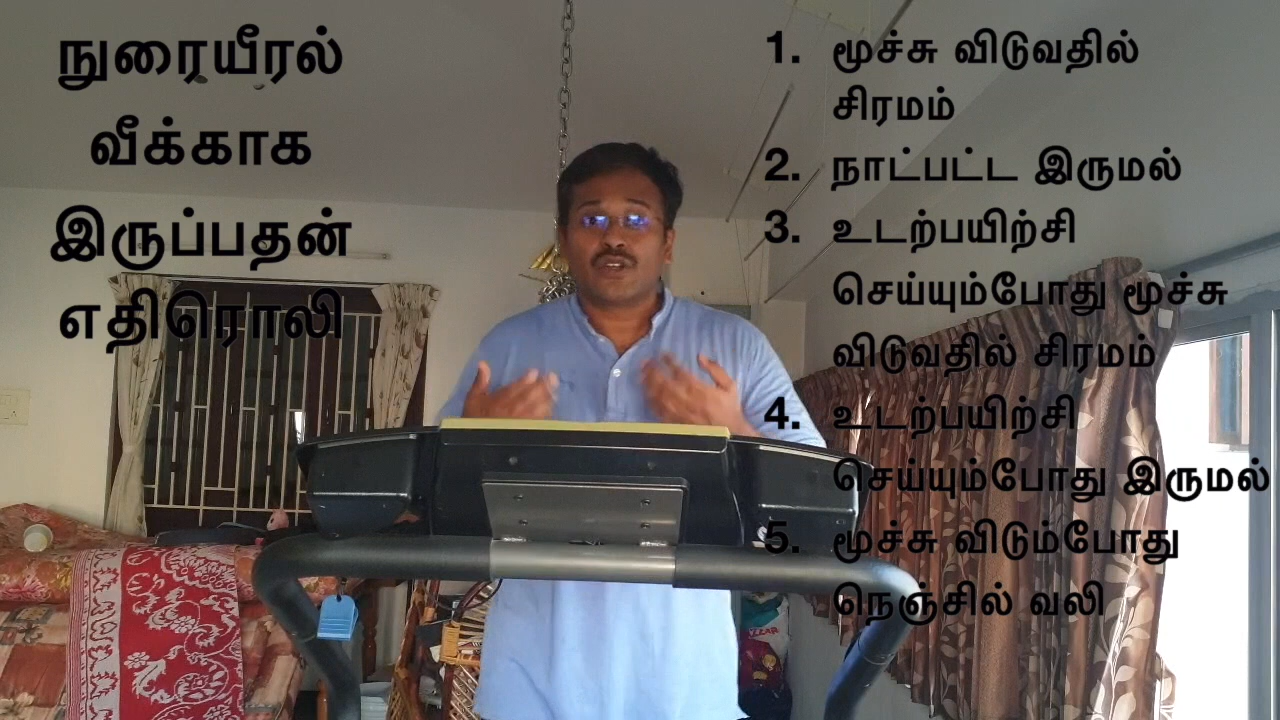 நுரையீரல்
வீக்காக
இருப்பதன்
எதிரொலி
1. மூச்சு விடுவதில்
சிரமம்
2. நாட்பட்ட இருமல்
3. உடற்பயிற்சி
செய்யும்போது மூச்சு
விடுவதில் சிரமம்
4. உடற்பயிற்சி
செய்யும்போது இருமல்
5. மூச்சு விடும்போது
நெஞ்சில் வலி